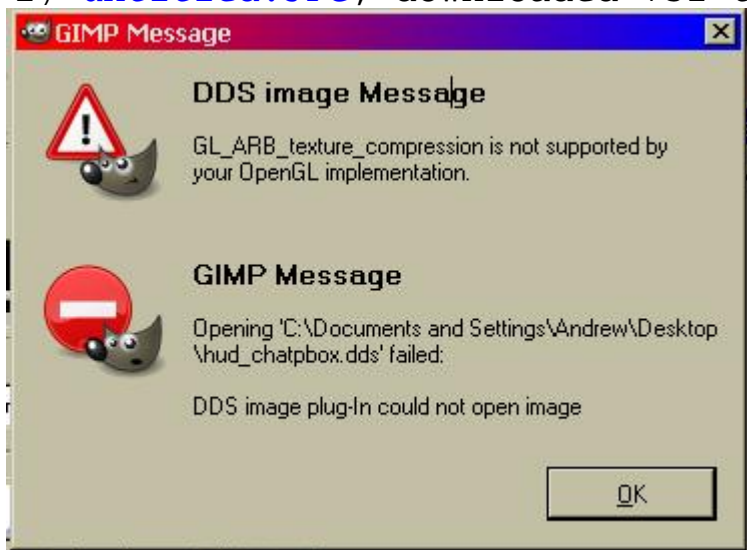 GIMP Message
DDS image Message
GL_ARB_texture_compression is not supported by
your OpenGL implementation.
GIMP Message
Opening 'C:\Documents and Settings\Andrew\Desktop
\hud_chatpbox.dds' failed:
DDS image plug-In could not open image
OK